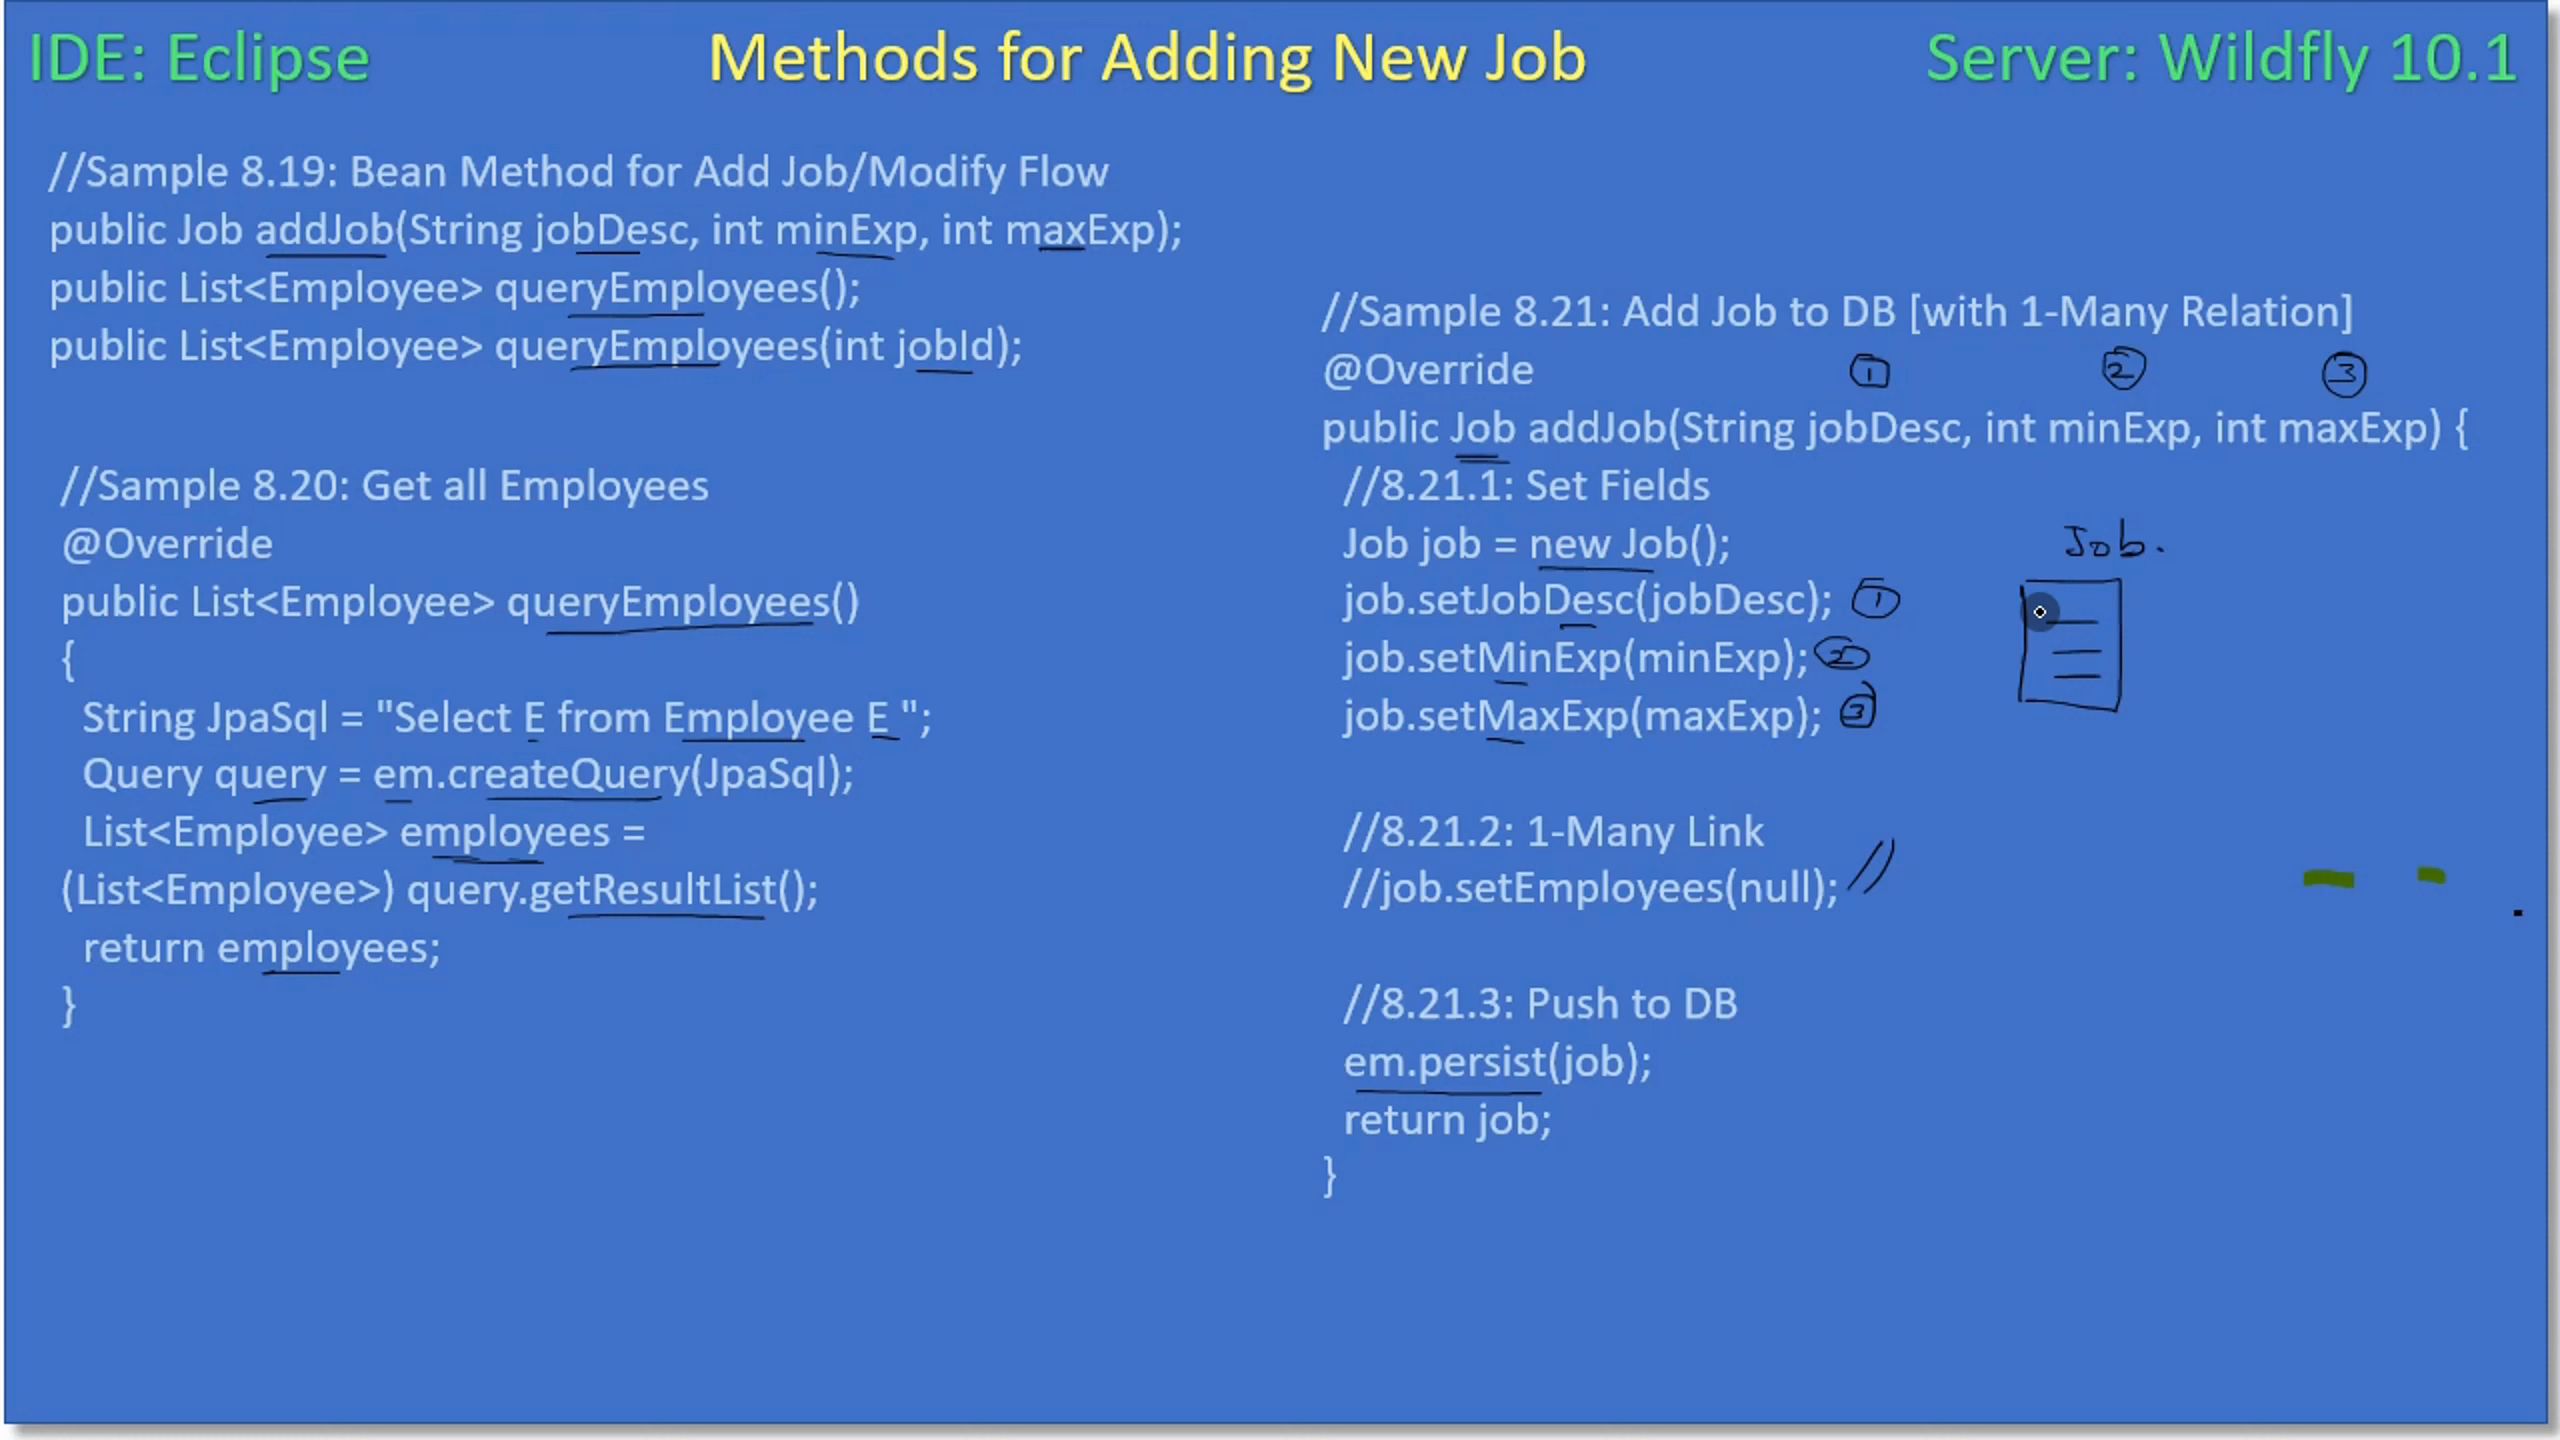 IDE: Eclipse
Methods for Adding New Job
Server: Wildfly 10.1
//Sample 8.19: Bean Method for Add Job/Modify Flow
public Job addJob(String jobDesc, int minExp, int maxExp);
public List<Employee> queryEmployees();
public List<Employee> queryEmployees(int jobId);
//Sample 8.20: Get all Employees
@Override
public List<Employee> queryEmployees()
{
String JpaSql = "Select E from Employee E ";
Query query = em.createQuery(JpaSql);
List<Employee> employees =
(List<Employee>) query.getResultList();
return employees;
}
//Sample 8.21: Add Job to DB [with 1-Many Relation]
@Override
1 2 3
public Job addJob(String jobDesc, int minExp, int maxExp) {
//8.21.1: Set Fields
Job job = new Job();
job.setJobDesc(jobDesc); 1
job.setMinExp(minExp); 2
job.setMaxExp(maxExp); 3
Job.
//8.21.2: 1-Many Link
//job.setEmployees(null); //
//8.21.3: Push to DB
em.persist(job);
return job;
}